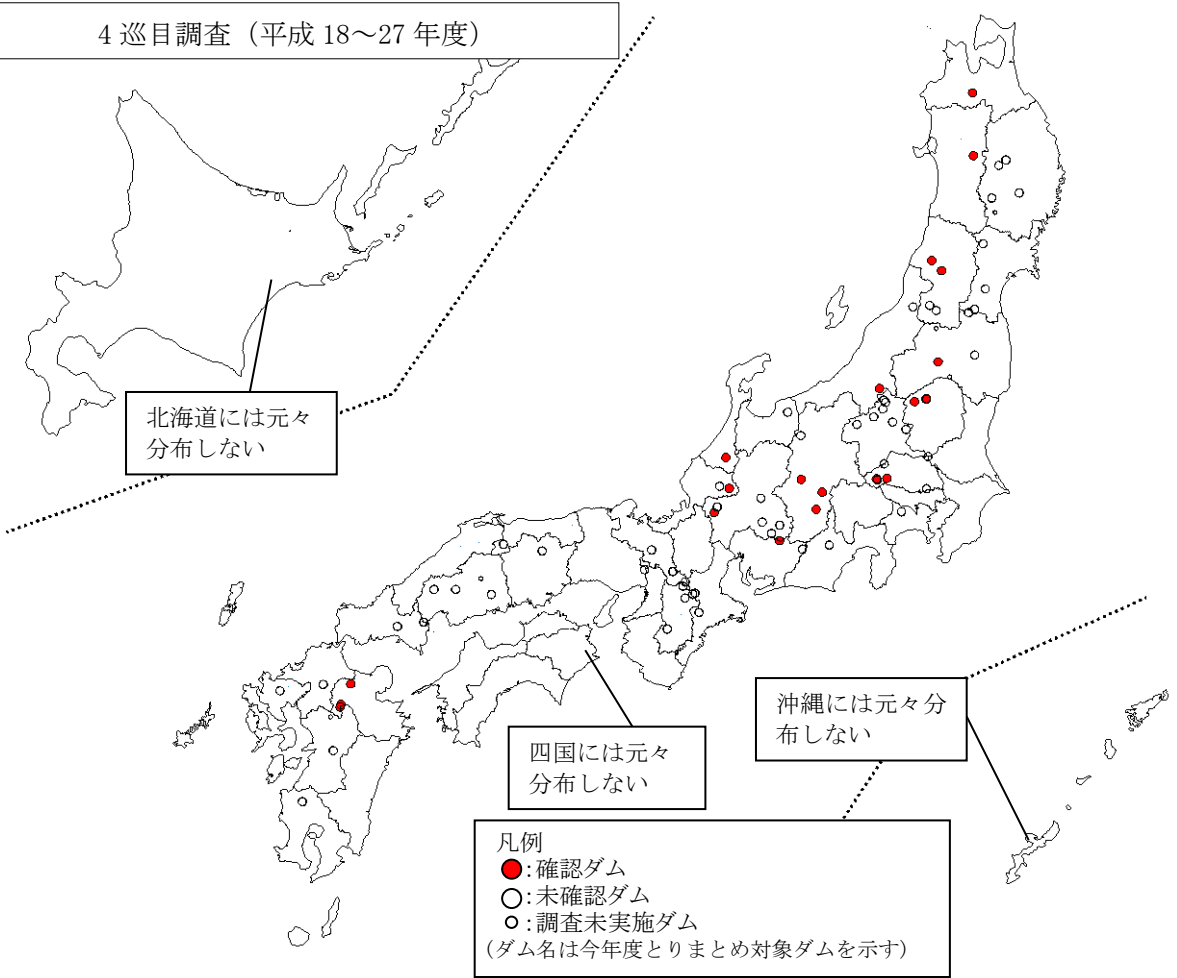 4 巡目調査（平成 18～27 年度）
北海道には元々
分布しない
四国には元々
分布しない
沖縄には元々分
布しない
凡例
●:確認ダム
○:未確認ダム
○:調査未実施ダム
(ダム名は今年度とりまとめ対象ダムを示す)